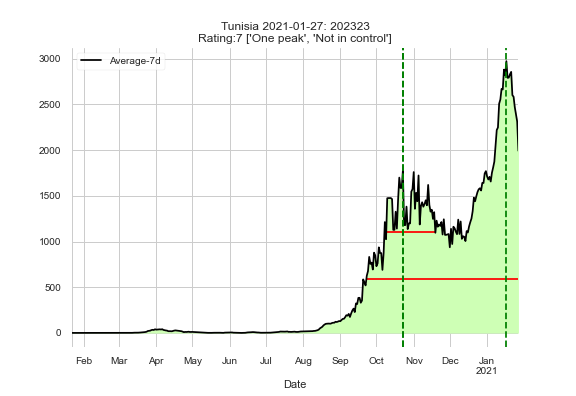 Tunisia 2021-01-27: 202323
Rating:7 ['One peak', 'Not in control']
Average-7d
3000
2500
2000
1500
1000
500
0
Feb Mar Apr May Jun Jul Aug Sep Oct Nov Dec Jan
2021
Date